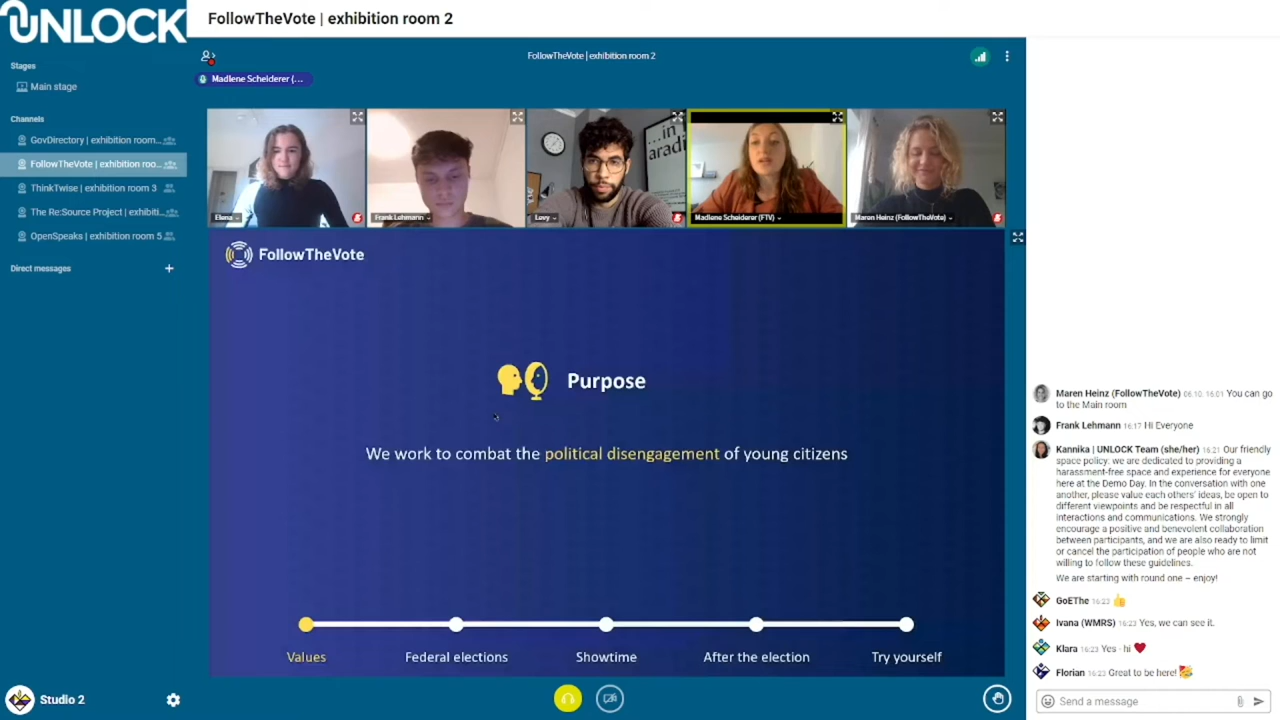 UNLOCK
FollowTheVote | exhibition room 2
Stages
Main stage
Channels
GovDirectory | exhibition room...
FollowTheVote | exhibition roo...
ThinkTwise | exhibition room 3
The Re:Source Project | exhibiti...
OpenSpeaks | exhibition room 5
Direct messages
+
FollowTheVote | exhibition room 2
Madlene Scheiderer (...
...in
aradi
Elena
Frank Lehmann
Levy
Madlene Scheiderer (FTV)
Maren Heinz (FollowTheVote)
FollowTheVote
Purpose
We work to combat the political disengagement of young citizens
Values
Federal elections
Showtime
After the election
Try yourself
Maren Heinz (FollowTheVote) 06.10. 16:01 You can go
to the Main room
Frank Lehmann 16:17 Hi Everyone
Kannika | UNLOCK Team (she/her) 16:21 Our friendly
space policy: we are dedicated to providing a
harassment-free space and experience for everyone
here at the Demo Day. In the conversation with one
another, please value each others' ideas, be open to
different viewpoints and be respectful in all
interactions and communications. We strongly
encourage a positive and benevolent collaboration
between participants, and we are also ready to limit
or cancel the participation of people who are not
willing to follow these guidelines.
We are starting with round one – enjoy!
GoEThe 16:23 👍
Ivana (WMRS) 16:23 Yes, we can see it.
Klara 16:23 Yes - hi ❤️
Florian 16:23 Great to be here! 🥳
Send a message
Studio 2